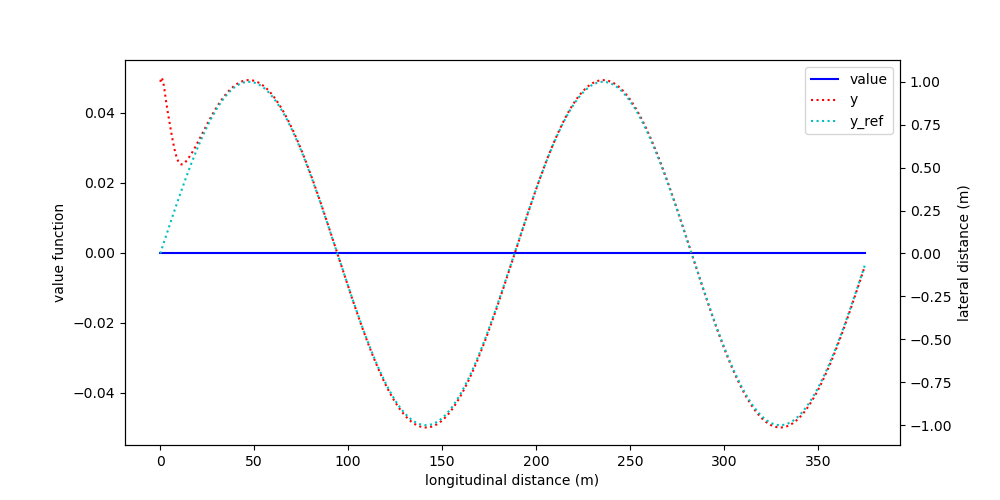 value
y
y_ref
0.04
0.02
0.00
−0.02
−0.04
value function
1.00
0.75
0.50
0.25
0.00
−0.25
−0.50
−0.75
−1.00
lateral distance (m)
0 50 100 150 200 250 300 350
longitudinal distance (m)